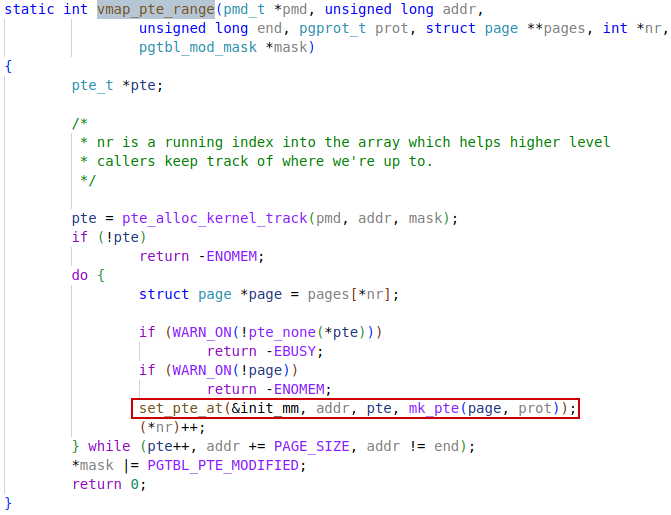 static int vmap_pte_range(pmd_t *pmd, unsigned long addr,
unsigned long end, pgprot_t prot, struct page **pages, int *nr,
pgtbl_mod_mask *mask)
{
pte_t *pte;
/*
* nr is a running index into the array which helps higher level
* callers keep track of where we're up to.
*/
pte = pte_alloc_kernel_track(pmd, addr, mask);
if (!pte)
return -ENOMEM;
do {
struct page *page = pages[*nr];
if (WARN_ON(!pte_none(*pte)))
return -EBUSY;
if (WARN_ON(!page))
return -ENOMEM;
set_pte_at(&init_mm, addr, pte, mk_pte(page, prot));
(*nr)++;
} while (pte++, addr += PAGE_SIZE, addr != end);
*mask |= PGTBL_PTE_MODIFIED;
return 0;
}